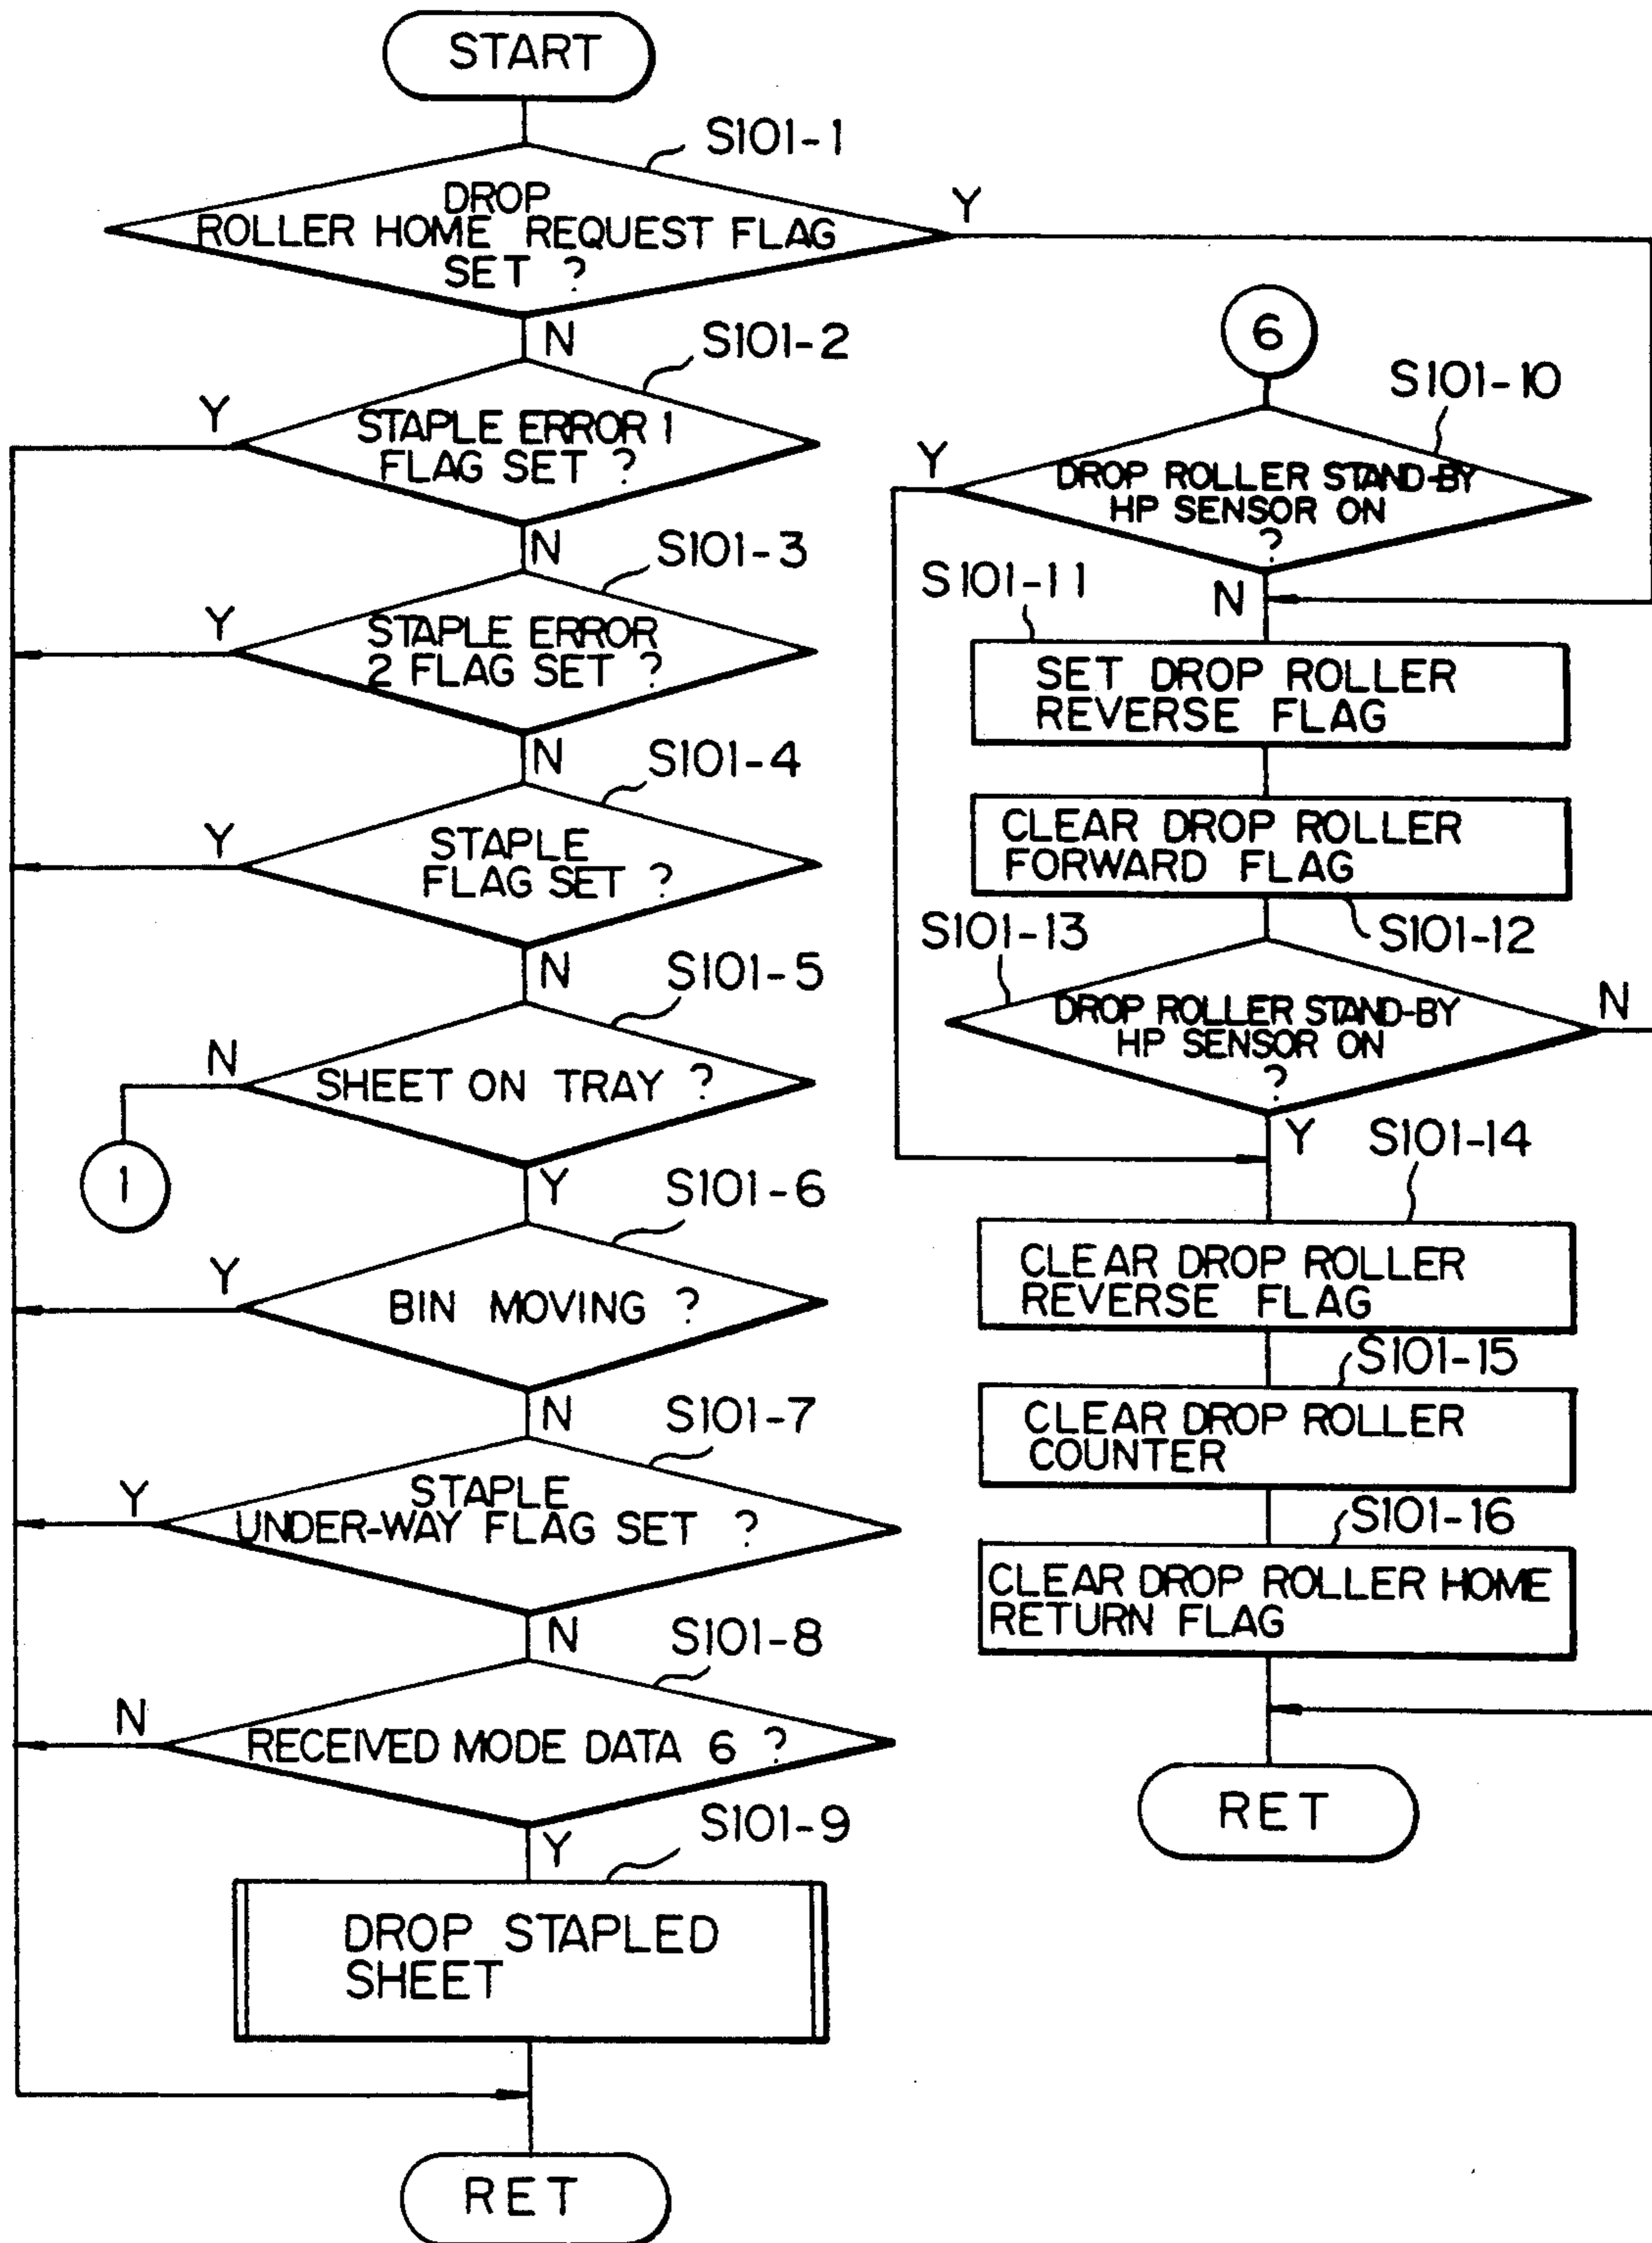 START
S101-1
DROP
ROLLER HOME REQUEST FLAG
SET ?
Y
N
S101-2
Y
STAPLE ERROR 1
FLAG SET ?
N
S101-3
Y
STAPLE ERROR
2 FLAG SET ?
N
S101-4
Y
STAPLE
FLAG SET ?
N
S101-5
N
SHEET ON TRAY ?
1
Y
S101-6
Y
BIN MOVING ?
N
S101-7
Y
STAPLE
UNDER-WAY FLAG SET ?
N
S101-8
N
RECEIVED MODE DATA 6 ?
Y
S101-9
DROP STAPLED
SHEET
RET
6
S101-10
Y
DROP ROLLER STAND-BY
HP SENSOR ON
?
S101-11
N
SET DROP ROLLER
REVERSE FLAG
CLEAR DROP ROLLER
FORWARD FLAG
S101-12
S101-13
DROP ROLLER STAND-BY
HP SENSOR ON
?
N
Y
S101-14
CLEAR DROP ROLLER
REVERSE FLAG
S101-15
CLEAR DROP ROLLER
COUNTER
S101-16
CLEAR DROP ROLLER HOME
RETURN FLAG
RET